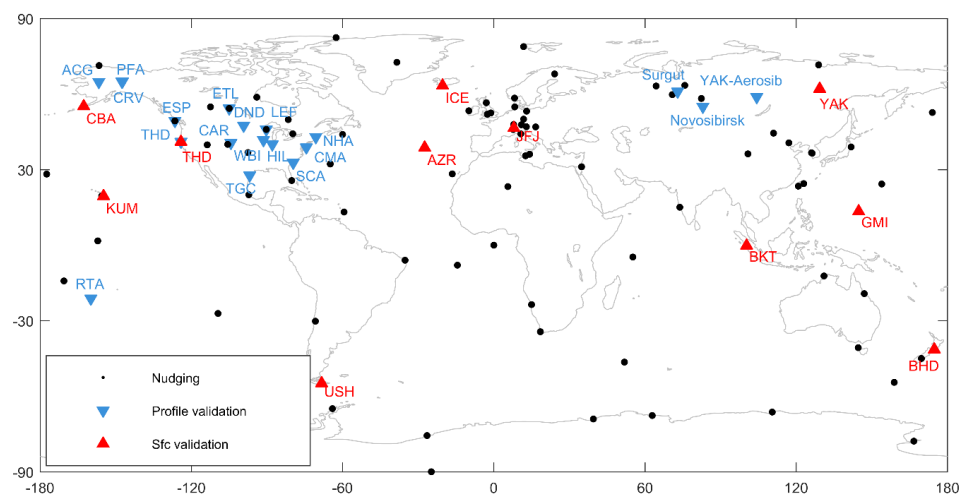 90
ACG PFA
ICE
Surgut YAK-Aerosib
CRV
CBA
ETL
DND LEF
ESP
YAK
Novosibirsk
THD
CAR
NHA
JFJ
THD
WBI HIL CMA
AZR
30
TGC SCA
KUM
GMI
BKT
RTA
-30
BHD
USH
Nudging
Profile validation
Sfc validation
-90
-178 -120 -60 0 60 120 180